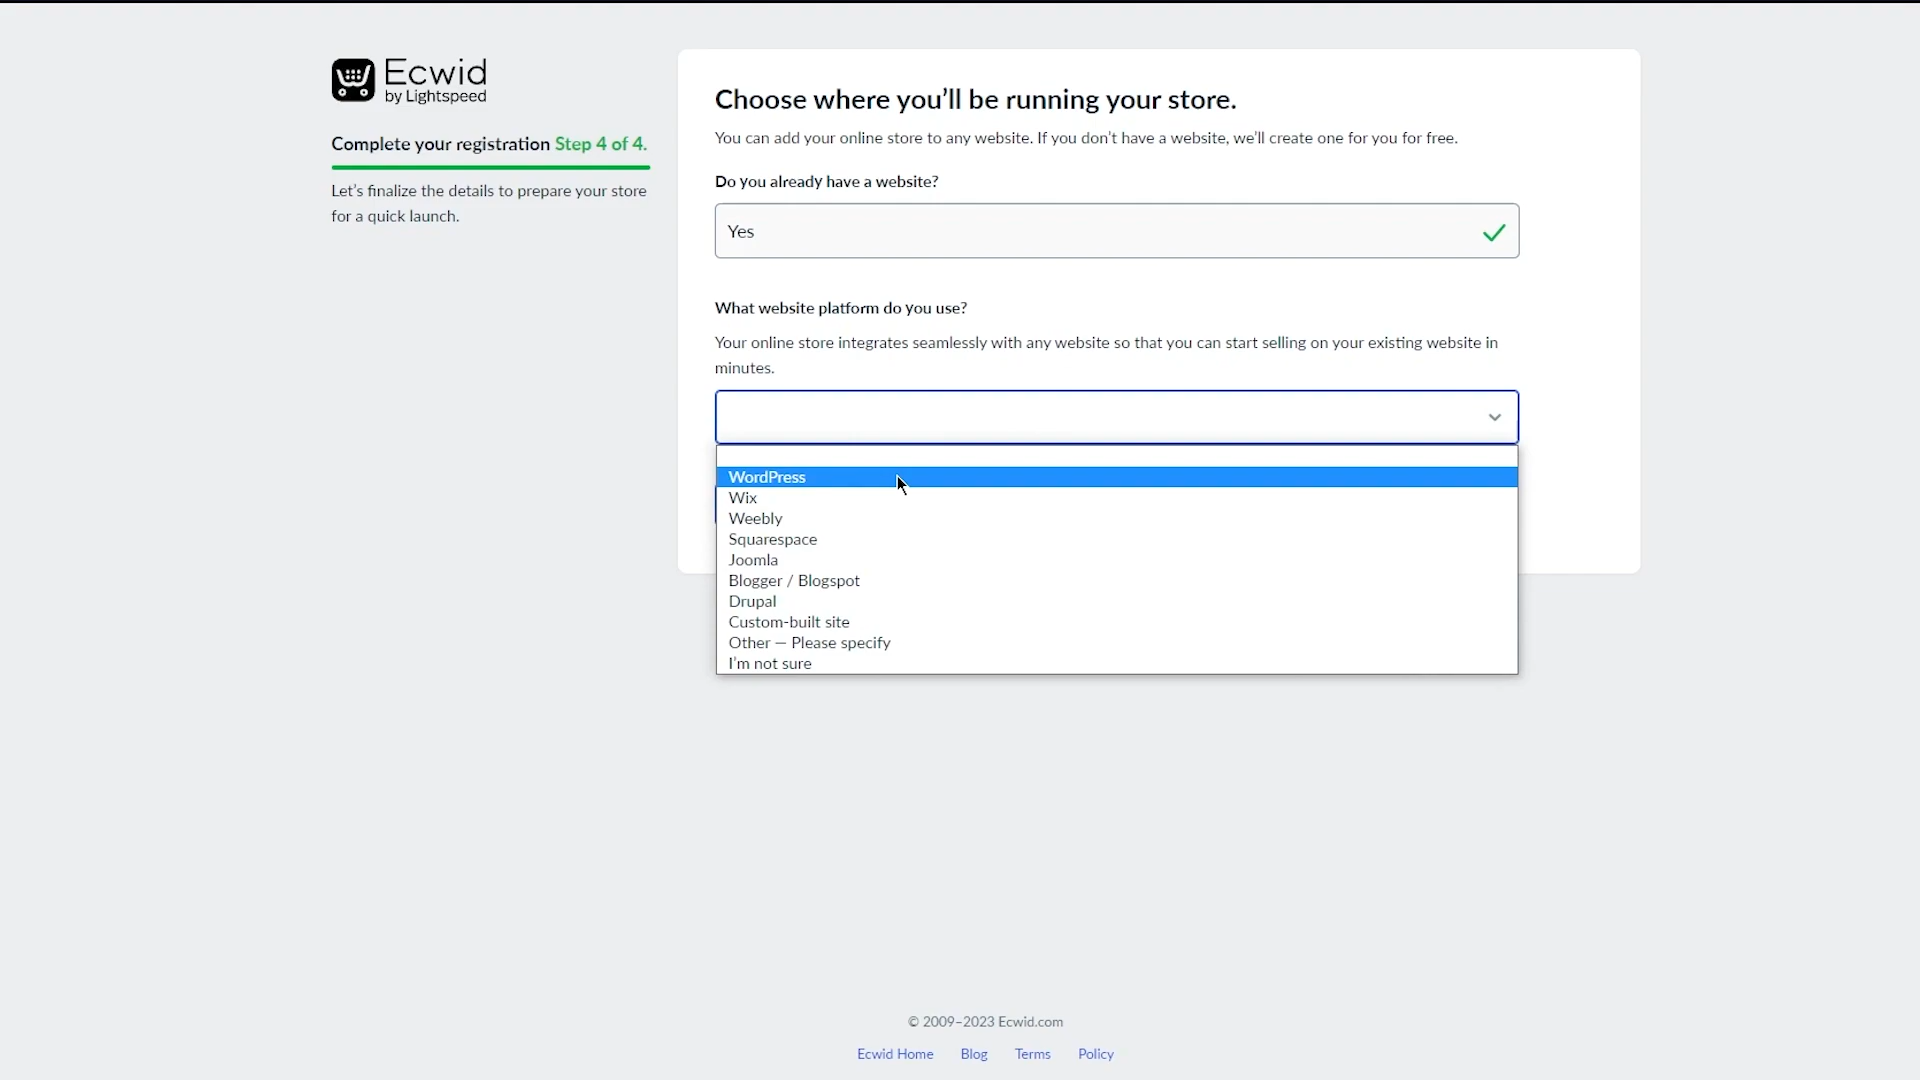 Ecwid
by Lightspeed
Complete your registration Step 4 of 4.
Let's finalize the details to prepare your store
for a quick launch.
Choose where you'll be running your store.
You can add your online store to any website. If you don't have a website, we'll create one for you for free.
Do you already have a website?
Yes
What website platform do you use?
Your online store integrates seamlessly with any website so that you can start selling on your existing website in
minutes.
WordPress
Wix
Weebly
Squarespace
Joomla
Blogger / Blogspot
Drupal
Custom-built site
Other — Please specify
I'm not sure
© 2009–2023 Ecwid.com
Ecwid Home Blog Terms Policy